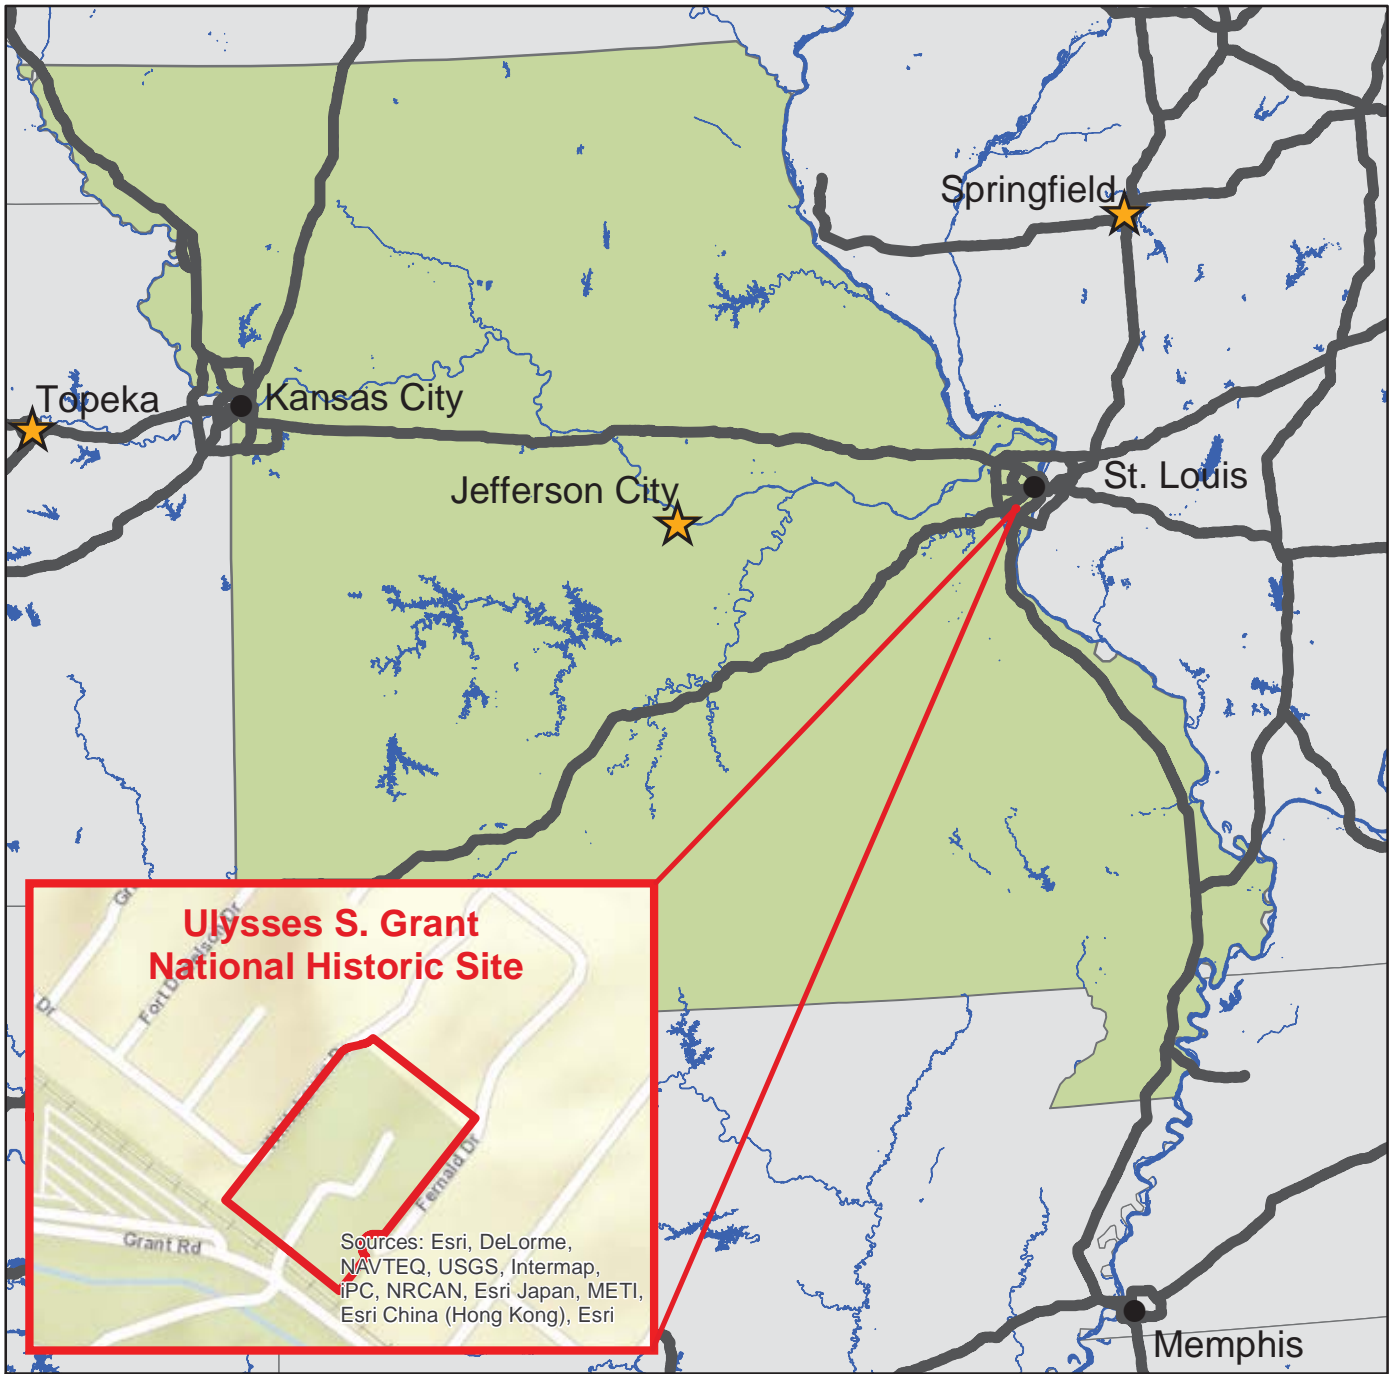 Springfield
Topeka
Kansas City
St. Louis
Jefferson City
Ulysses S. Grant
National Historic Site
Dr
Grant Rd
Fernald Dr
Sources: Esri, DeLorme,
NAVTEQ, USGS, Intermap,
iPC, NRCAN, Esri Japan, METI,
Esri China (Hong Kong), Esri
Memphis